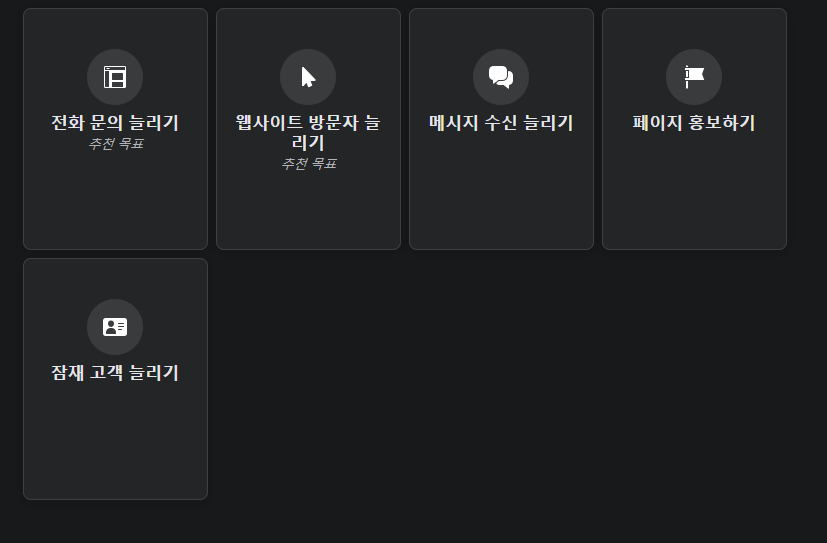 전화 문의 늘리기
추천 목표
웹사이트 방문자 늘
리기
추천 목표
메시지 수신 늘리기
페이지 홍보하기
잠재 고객 늘리기